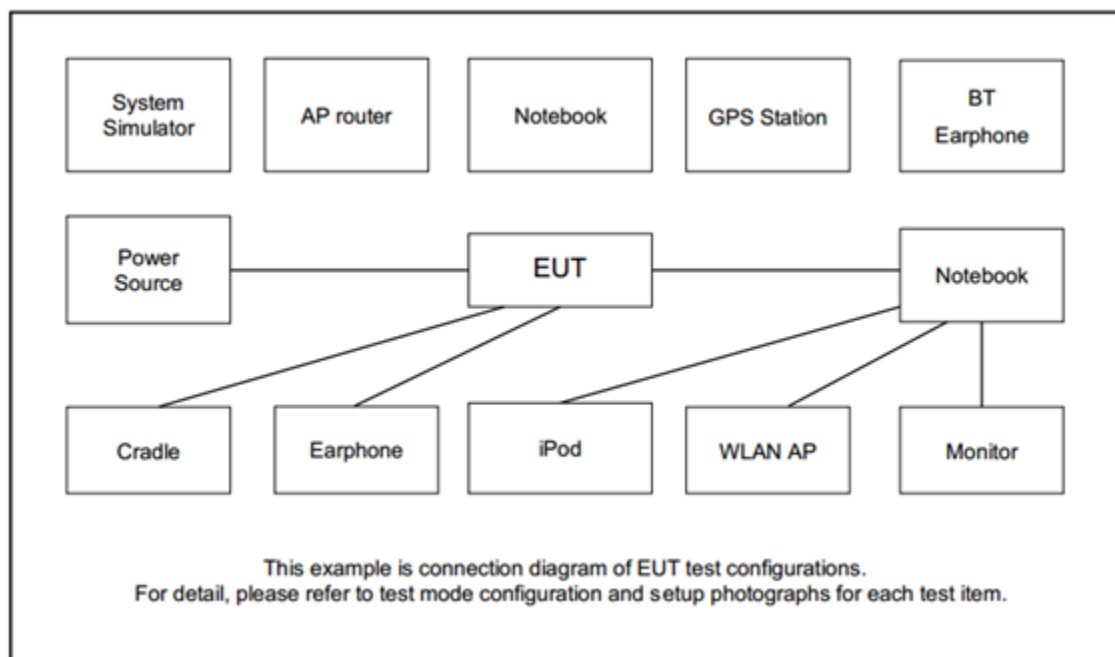 System
Simulator
AP router
Notebook
GPS Station
BT
Earphone
Power
Source
EUT
Notebook
Cradle
Earphone
iPod
WLAN AP
Monitor
This example is connection diagram of EUT test configurations.
For detail, please refer to test mode configuration and setup photographs for each test item.